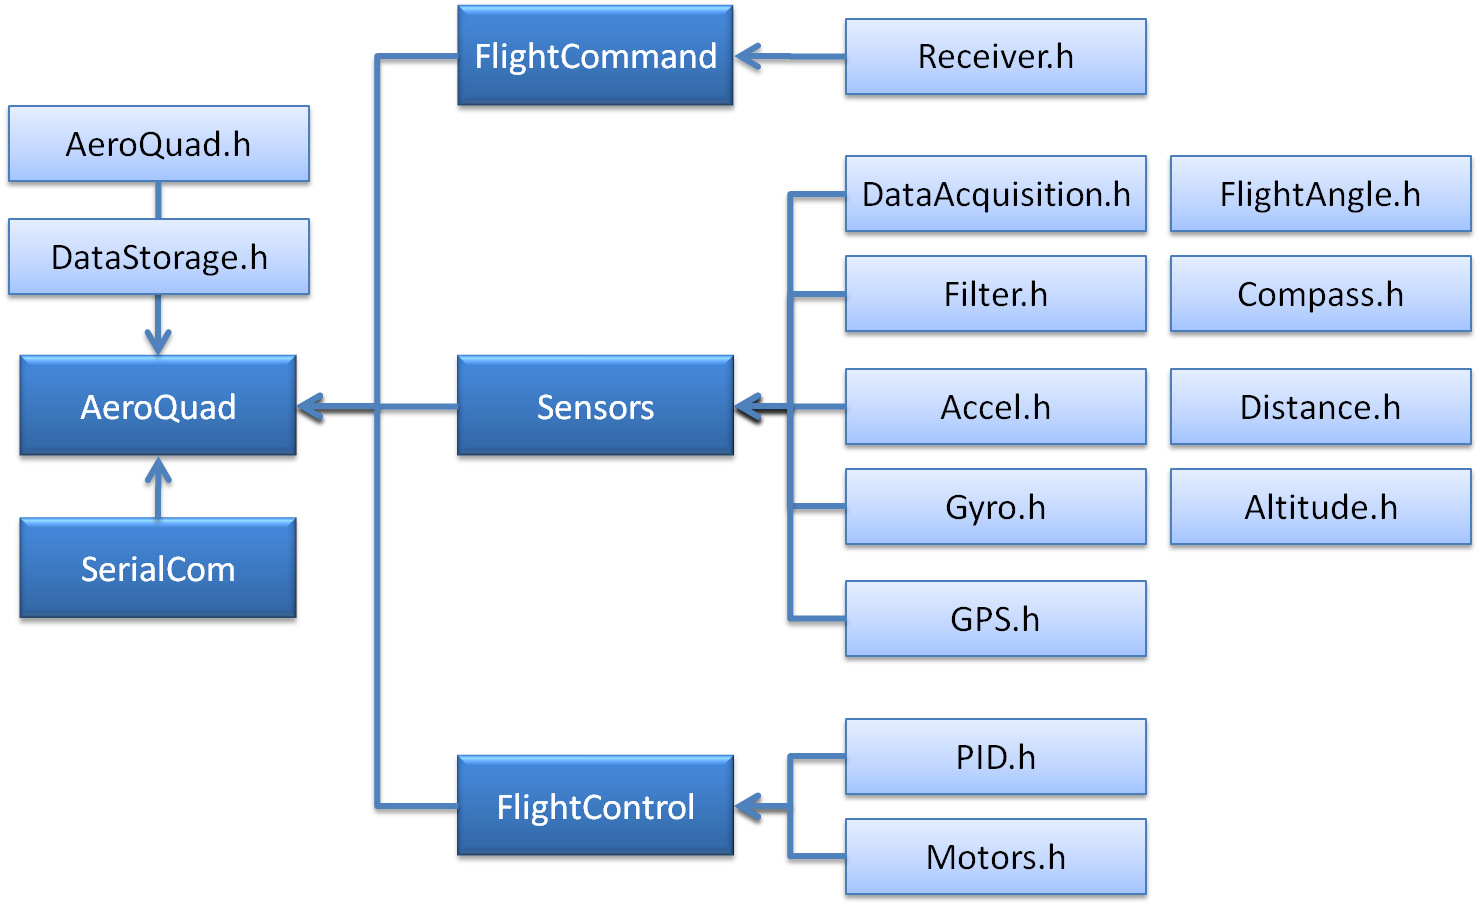 FlightCommand
Receiver.h
AeroQuad.h
DataStorage.h
AeroQuad
SerialCom
Sensors
DataAcquisition.h
FlightAngle.h
Filter.h
Compass.h
Accel.h
Distance.h
Gyro.h
Altitude.h
GPS.h
FlightControl
PID.h
Motors.h